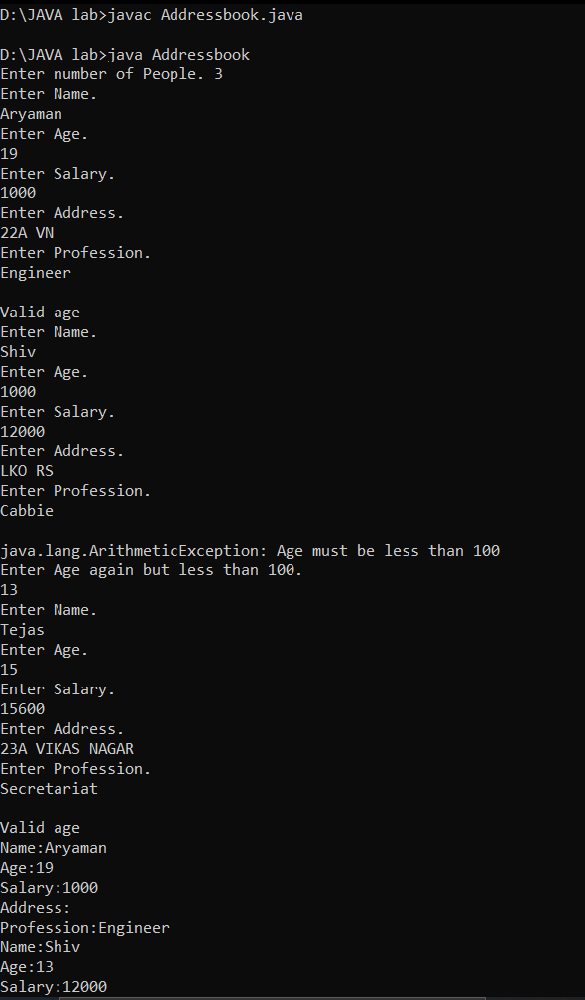 D:\JAVA lab>javac Addressbook.java
D:\JAVA lab>java Addressbook
Enter number of People. 3
Enter Name.
Aryaman
Enter Age.
19
Enter Salary.
1000
Enter Address.
22A VN
Enter Profession.
Engineer
Valid age
Enter Name.
Shiv
Enter Age.
1000
Enter Salary.
12000
Enter Address.
LKO RS
Enter Profession.
Cabbie
java.lang.ArithmeticException: Age must be less than 100
Enter Age again but less than 100.
13
Enter Name.
Tejas
Enter Age.
15
Enter Salary.
15600
Enter Address.
23A VIKAS NAGAR
Enter Profession.
Secretariat
Valid age
Name:Aryaman
Age:19
Salary:1000
Address:
Profession:Engineer
Name:Shiv
Age:13
Salary:12000